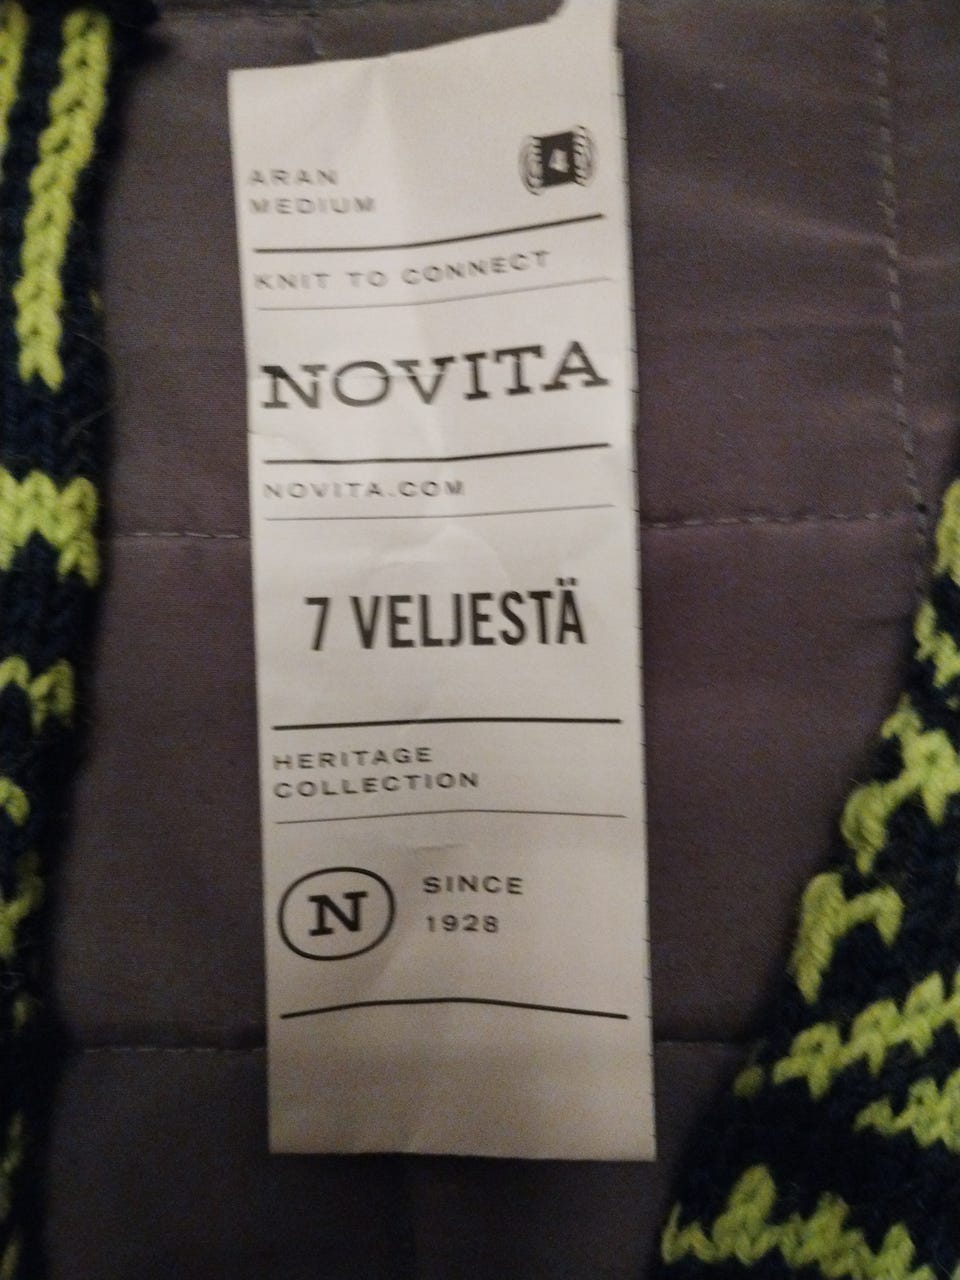 ARAN
MEDIUM
4
KNIT TO CONNECT
NOVITA
NOVITA.COM
7 VELJESTÄ
HERITAGE
COLLECTION
N
SINCE
1928